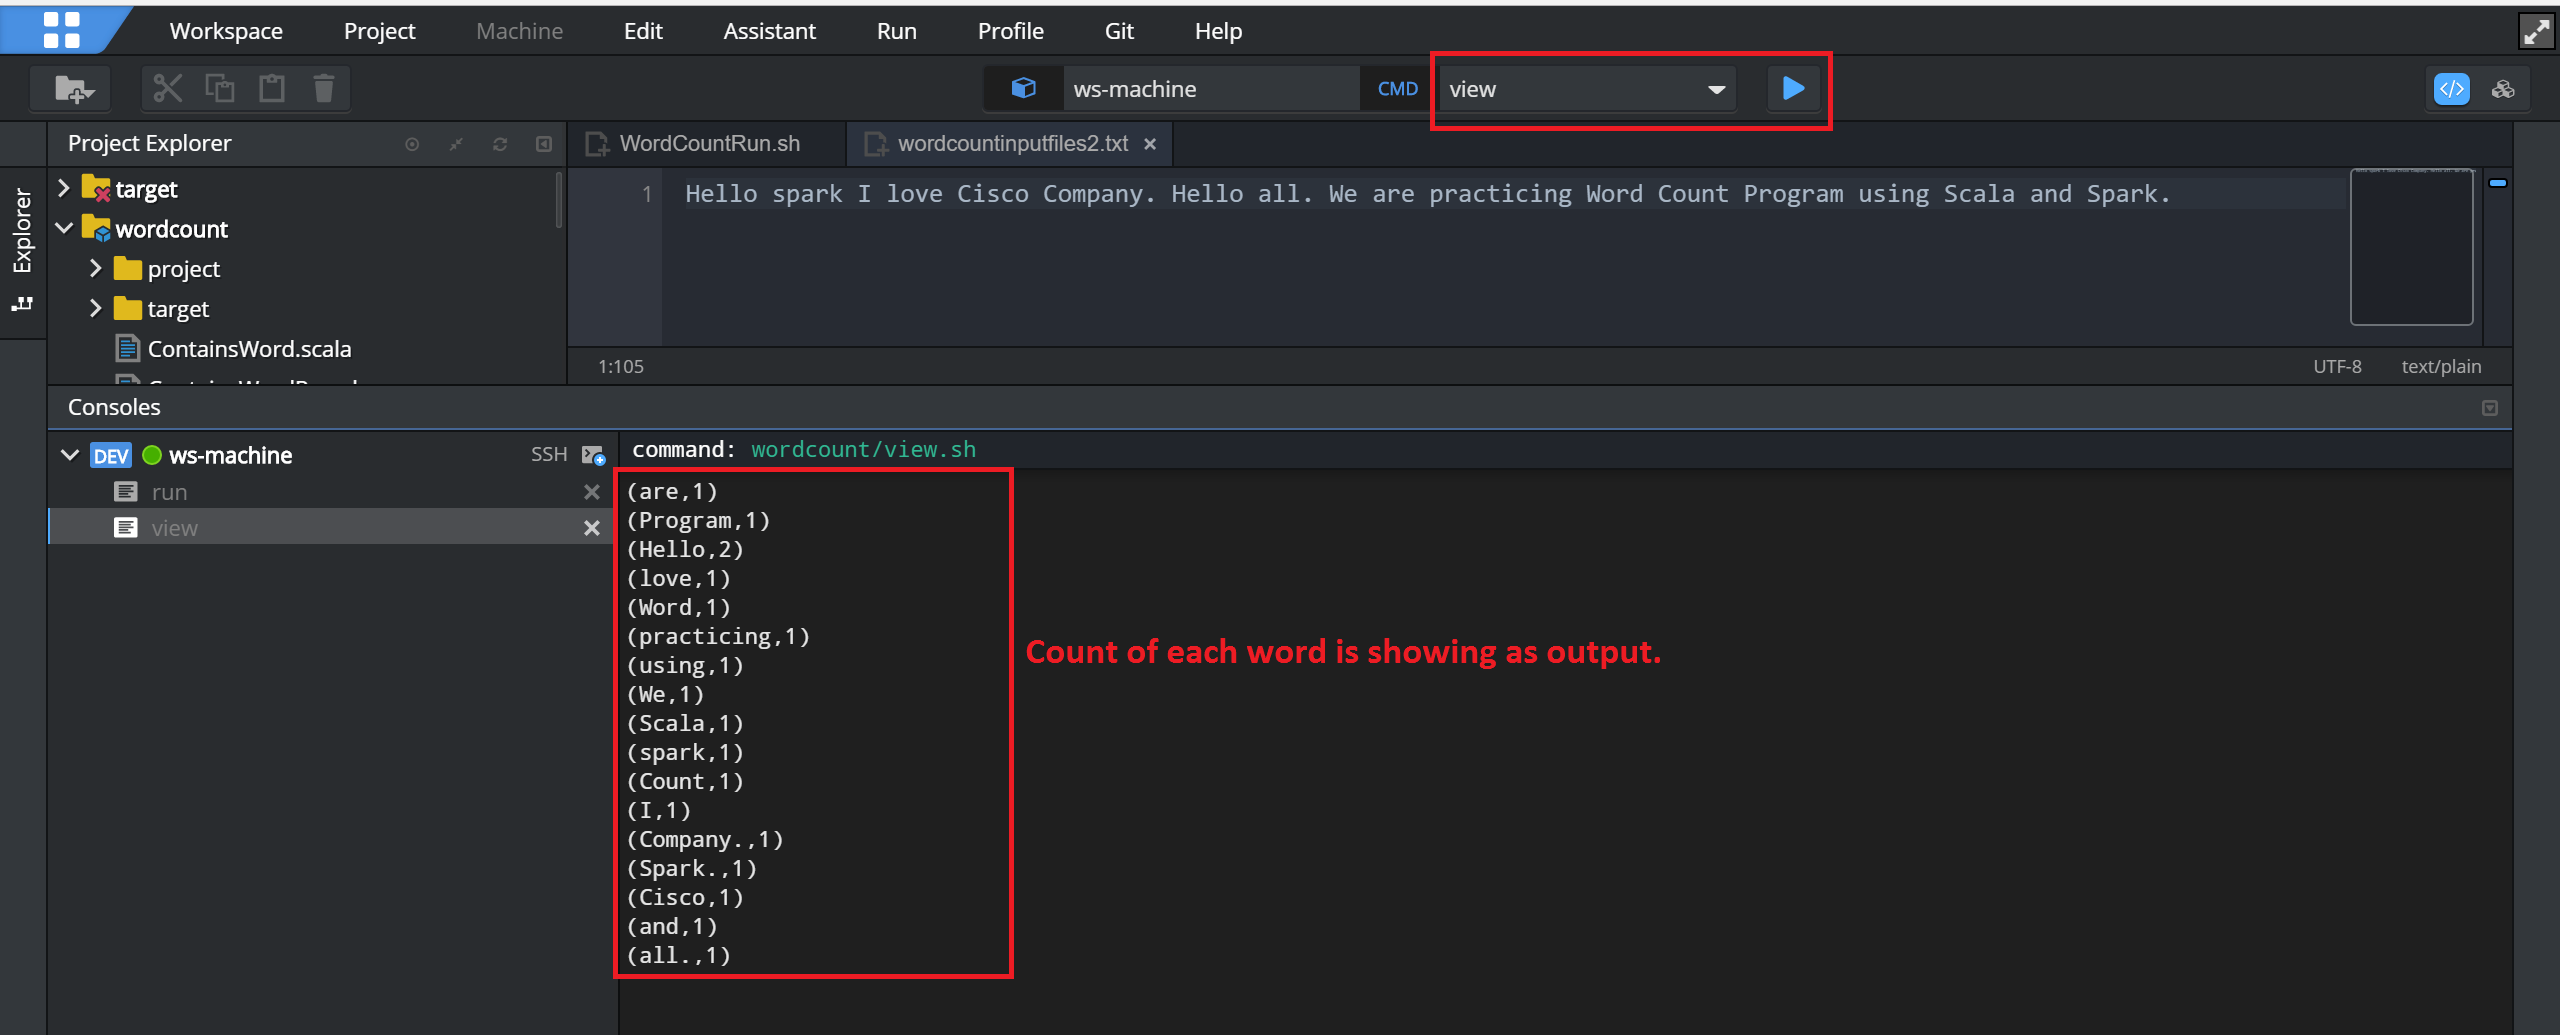 Workspace Project Machine Edit Assistant Run Profile Git Help
ws-machine CMD view
Project Explorer
WordCountRun.sh wordcountinputfiles2.txt
Explorer
target
wordcount
project
target
ContainsWord.scala
1 Hello spark I love Cisco Company. Hello all. We are practicing Word Count Program using Scala and Spark.
1:105 UTF-8 text/plain
Consoles
DEV ws-machine SSH
run
view
command: wordcount/view.sh
(are,1)
(Program,1)
(Hello,2)
(love,1)
(Word,1)
(practicing,1)
(using,1)
(We,1)
(Scala,1)
(spark,1)
(Count,1)
(I,1)
(Company.,1)
(Spark.,1)
(Cisco,1)
(and,1)
(all.,1)
Count of each word is showing as output.